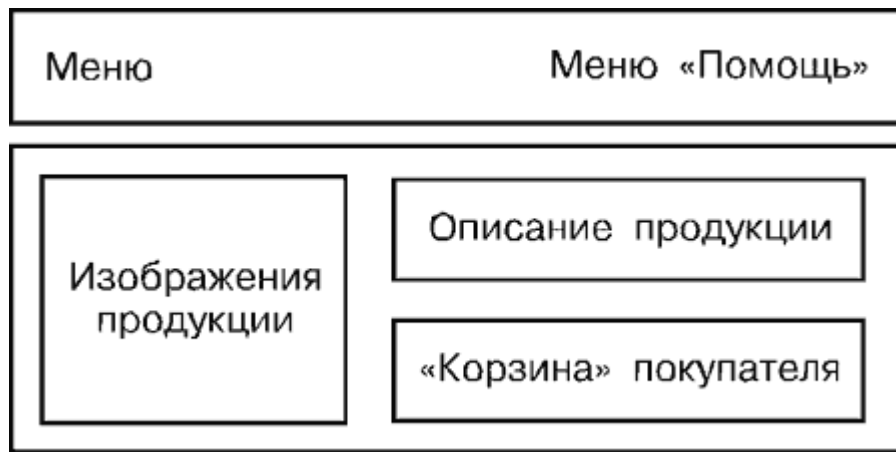 Меню
Меню «Помощь»
Изображения
продукции
Описание продукции
«Корзина» покупателя